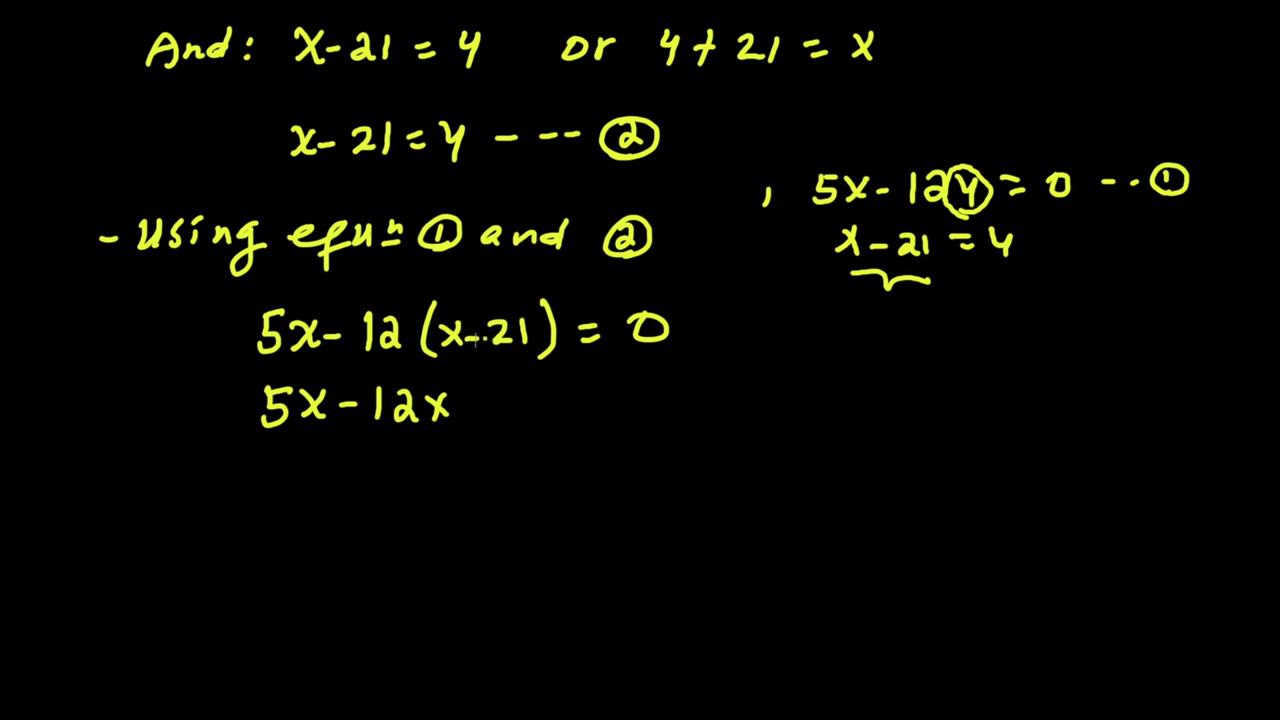 And: x - 21 = y or y + 21 = x
x - 21 = y - -- ②
, 5x - 12y = 0 -- ①
x - 21 = y
- Using equn ① and ②
5x - 12 (x - 21) = 0
5x - 12x